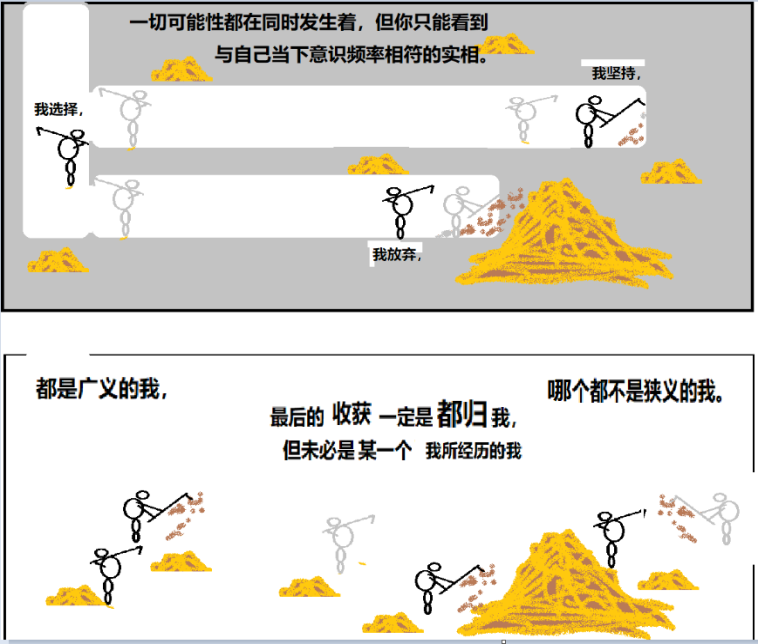 一切可能性都在同时发生着，但你只能看到
与自己当下意识频率相符的实相。
我坚持，
我选择，
我放弃，
都是广义的我，
哪个都不是狭义的我。
最后的 收获 一定是 都归 我，
但未必是 某一个 我所经历的我